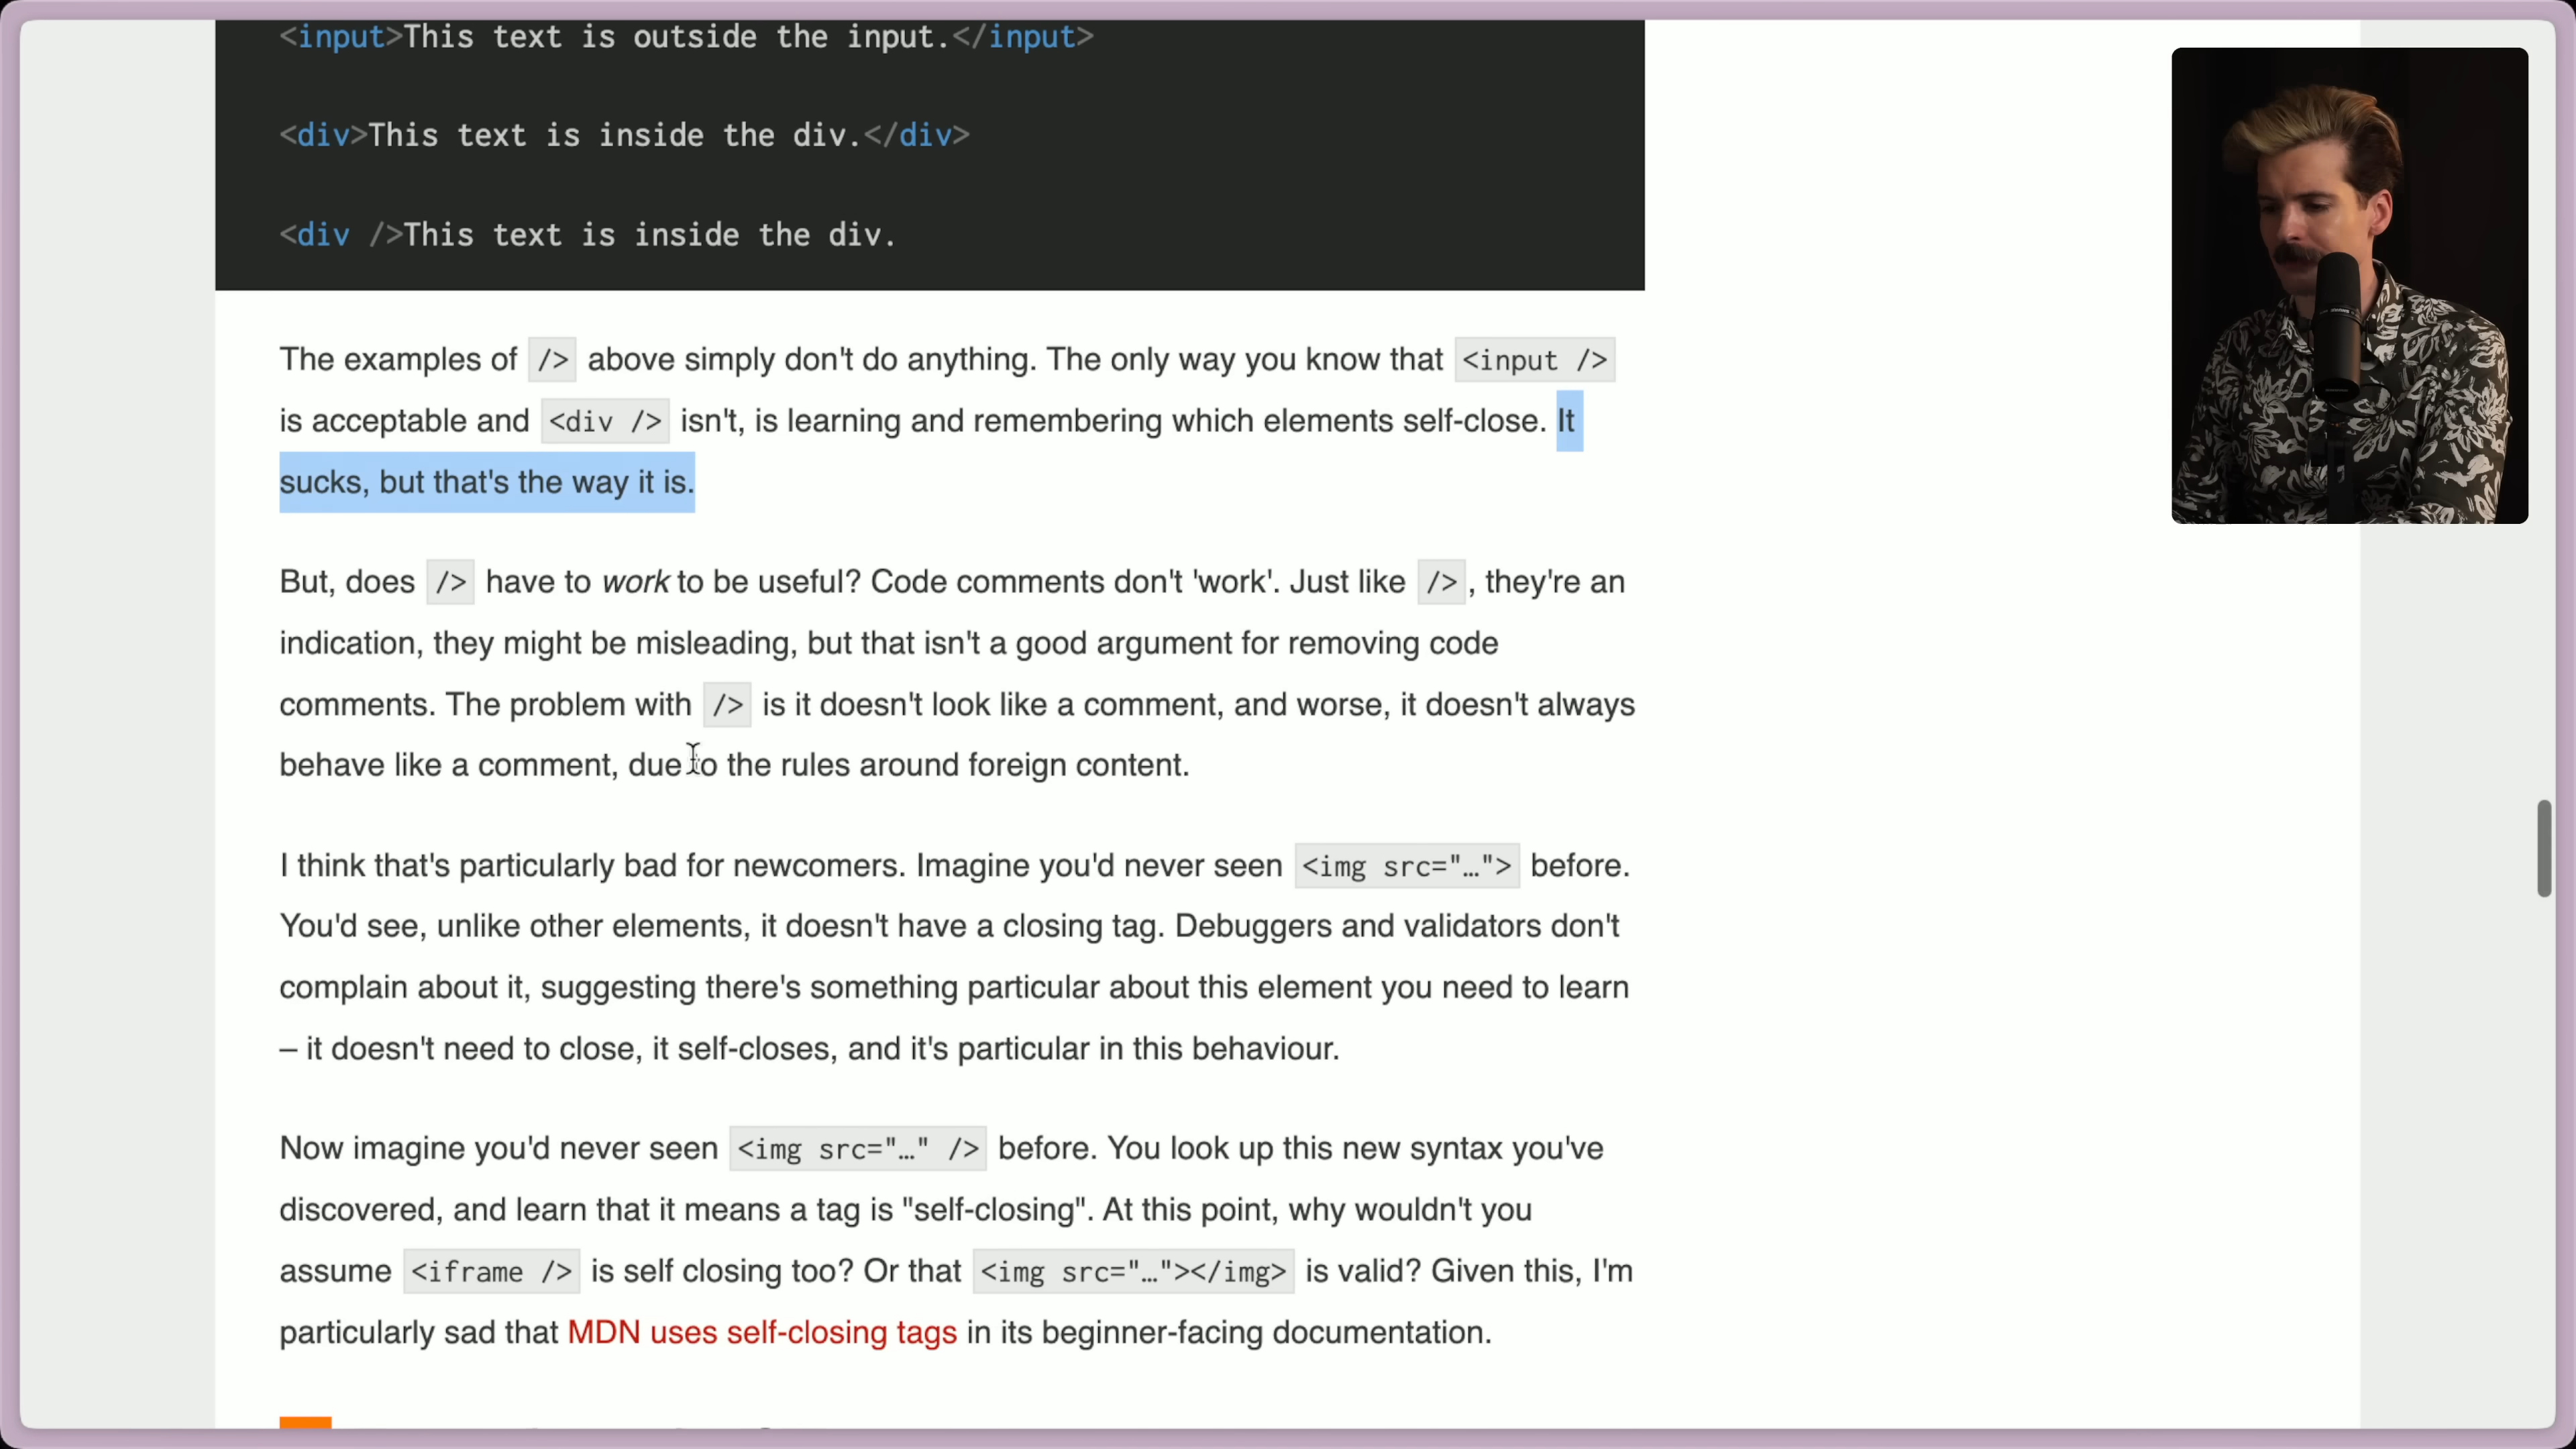 <input>This text is outside the input.</input>
<div>This text is inside the div.</div>
<div />This text is inside the div.
The examples of /> above simply don't do anything. The only way you know that <input />
is acceptable and <div /> isn't, is learning and remembering which elements self-close. It
sucks, but that's the way it is.
But, does /> have to work to be useful? Code comments don't 'work'. Just like />, they're an
indication, they might be misleading, but that isn't a good argument for removing code
comments. The problem with /> is it doesn't look like a comment, and worse, it doesn't always
behave like a comment, due to the rules around foreign content.
I think that's particularly bad for newcomers. Imagine you'd never seen <img src="…"> before.
You'd see, unlike other elements, it doesn't have a closing tag. Debuggers and validators don't
complain about it, suggesting there's something particular about this element you need to learn
– it doesn't need to close, it self-closes, and it's particular in this behaviour.
Now imagine you'd never seen <img src="…" /> before. You look up this new syntax you've
discovered, and learn that it means a tag is "self-closing". At this point, why wouldn't you
assume <iframe /> is self closing too? Or that <img src="…"></img> is valid? Given this, I'm
particularly sad that MDN uses self-closing tags in its beginner-facing documentation.